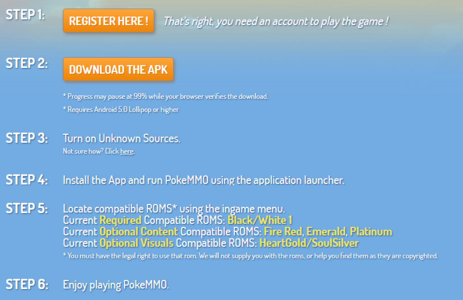 STEP 1: REGISTER HERE ! That's right, you need an account to play the game !
STEP 2: DOWNLOAD THE APK
* Progress may pause at 99% while your browser verifies the download.
* Requires Android 5.0 Lollipop or higher
STEP 3: Turn on Unknown Sources.
Not sure how? Click here.
STEP 4: Install the App and run PokeMMO using the application launcher.
STEP 5: Locate compatible ROMS* using the ingame menu.
Current Required Compatible ROMS: Black/White 1
Current Optional Content Compatible ROMS: Fire Red, Emerald, Platinum
Current Optional Visuals Compatible ROMS: HeartGold/SoulSilver
* You must have the legal right to use that rom. We will not supply you with the roms, or help you find them as they are copyrighted.
STEP 6: Enjoy playing PokeMMO.